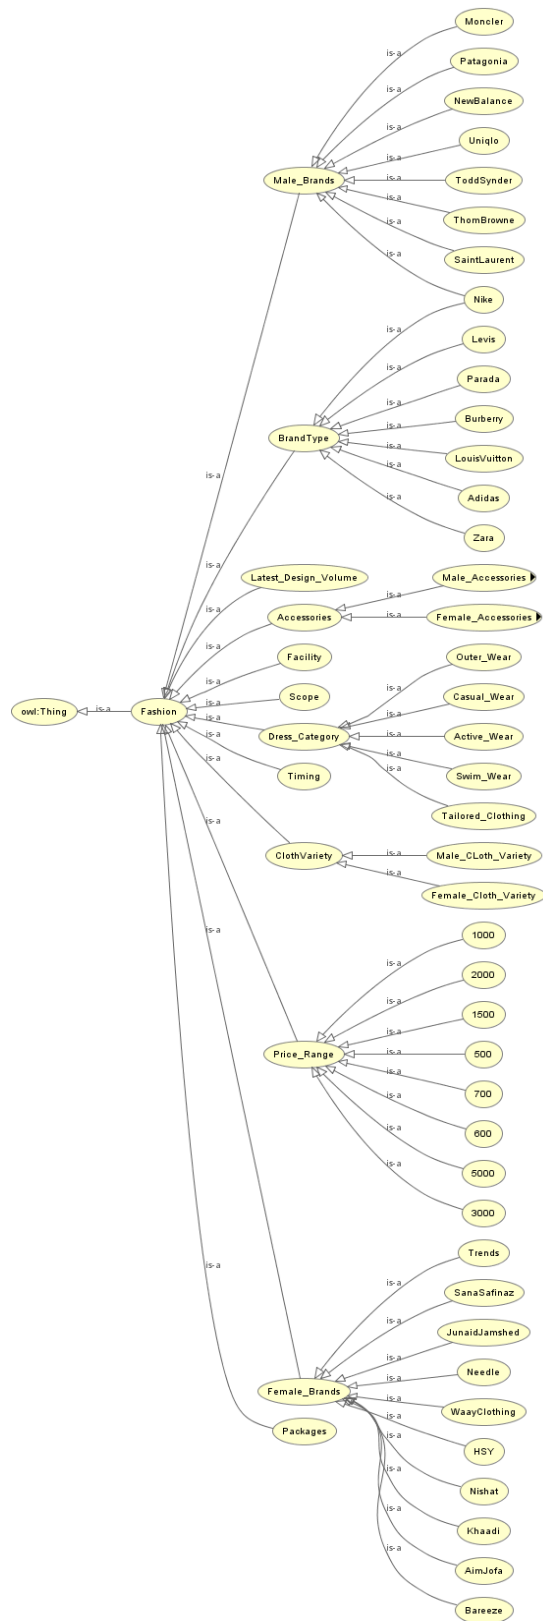 Moncler
is-a
Patagonia
is-a
NewBalance
is-a
Uniqlo
is-a
Male_Brands
is-a
ToddSynder
is-a
ThomBrowne
is-a
SaintLaurent
is-a
Nike
is-a
Levis
is-a
Parada
is-a
Burberry
BrandType
is-a
LouisVuitton
is-a
is-a
Adidas
is-a
Zara
is-a
Latest_Design_Volume
Male_Accessories
is-a
is-a
Accessories
is-a
Female_Accessories
is-a
Facility
Outer_Wear
is-a
is-a
Scope
Casual_Wear
is-a
owl:Thing
is-a
Fashion
is-a
Dress_Category
is-a
Active_Wear
is-a
Timing
is-a
Swim_Wear
is-a
is-a
Tailored_Clothing
ClothVariety
is-a
Male_CLoth_Variety
is-a
Female_Cloth_Variety
is-a
1000
is-a
2000
is-a
1500
Price_Range
is-a
500
is-a
700
is-a
600
is-a
5000
is-a
3000
Trends
is-a
is-a
SanaSafinaz
is-a
JunaidJamshed
is-a
Needle
Female_Brands
is-a
WaayClothing
is-a
Packages
is-a
HSY
is-a
Nishat
is-a
Khaadi
is-a
AimJofa
is-a
Bareeze